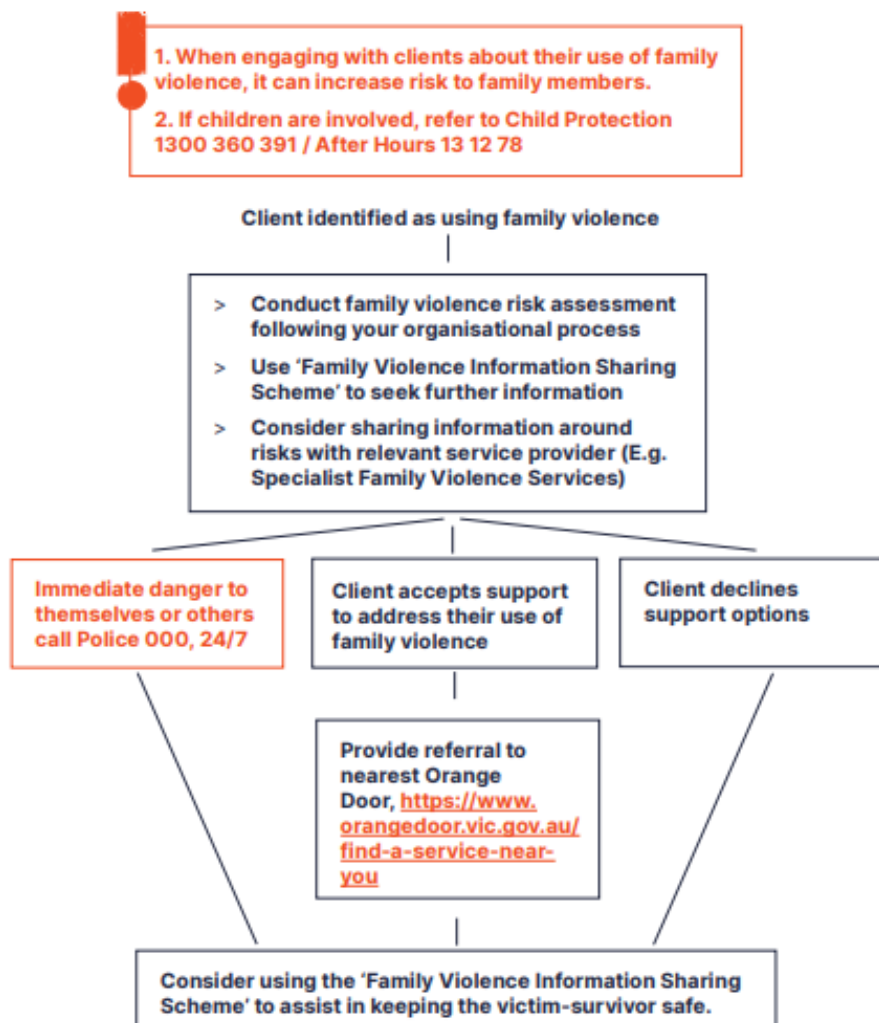 1. When engaging with clients about their use of family
violence, it can increase risk to family members.
2. If children are involved, refer to Child Protection
1300 360 391 / After Hours 13 12 78
Client identified as using family violence
> Conduct family violence risk assessment
following your organisational process
> Use ‘Family Violence Information Sharing
Scheme’ to seek further information
> Consider sharing information around
risks with relevant service provider (E.g.
Specialist Family Violence Services)
Immediate danger to
themselves or others
call Police 000, 24/7
Client accepts support
to address their use of
family violence
Client declines
support options
Provide referral to
nearest Orange
Door, https://www.
orangedoor.vic.gov.au/
find-a-service-near-
you
Consider using the ‘Family Violence Information Sharing
Scheme’ to assist in keeping the victim-survivor safe.